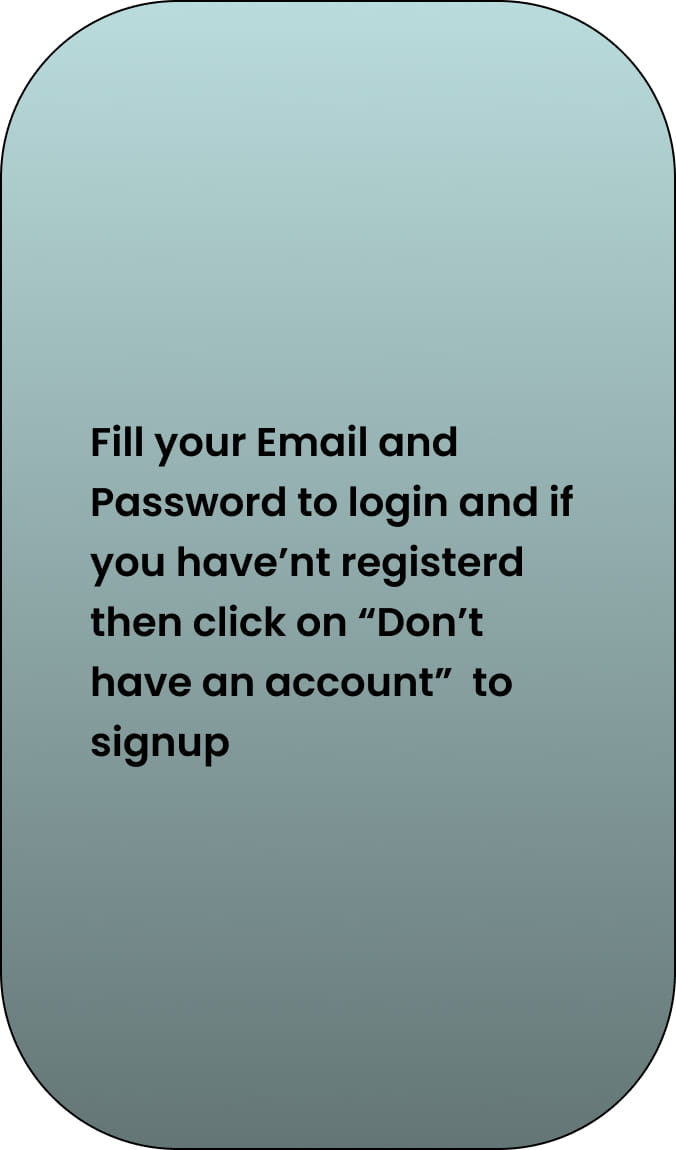 Fill your Email and
Password to login and if
you have’nt registerd
then click on “Don’t
have an account”  to
signup